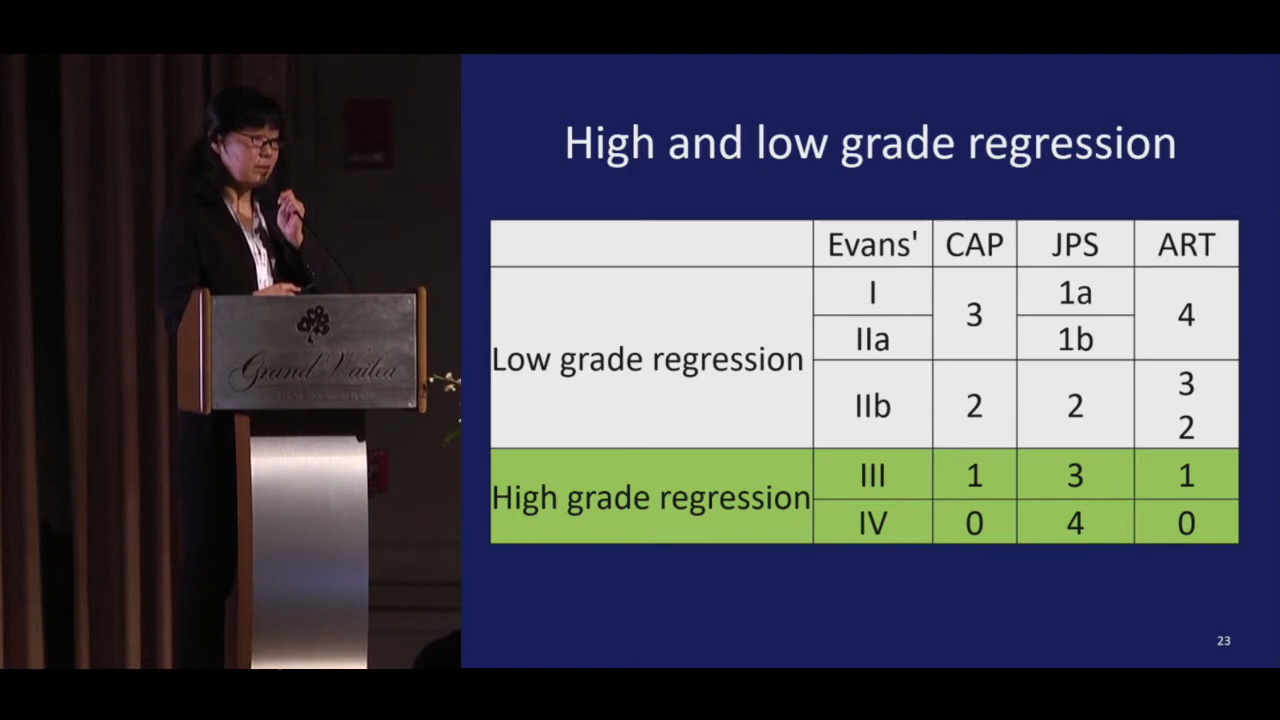 High and low grade regression
Evans' CAP JPS ART
Low grade regression I 3 1a 4
IIa 1b
IIb 2 2 3
2
High grade regression III 1 3 1
IV 0 4 0
23
Grand Wailea